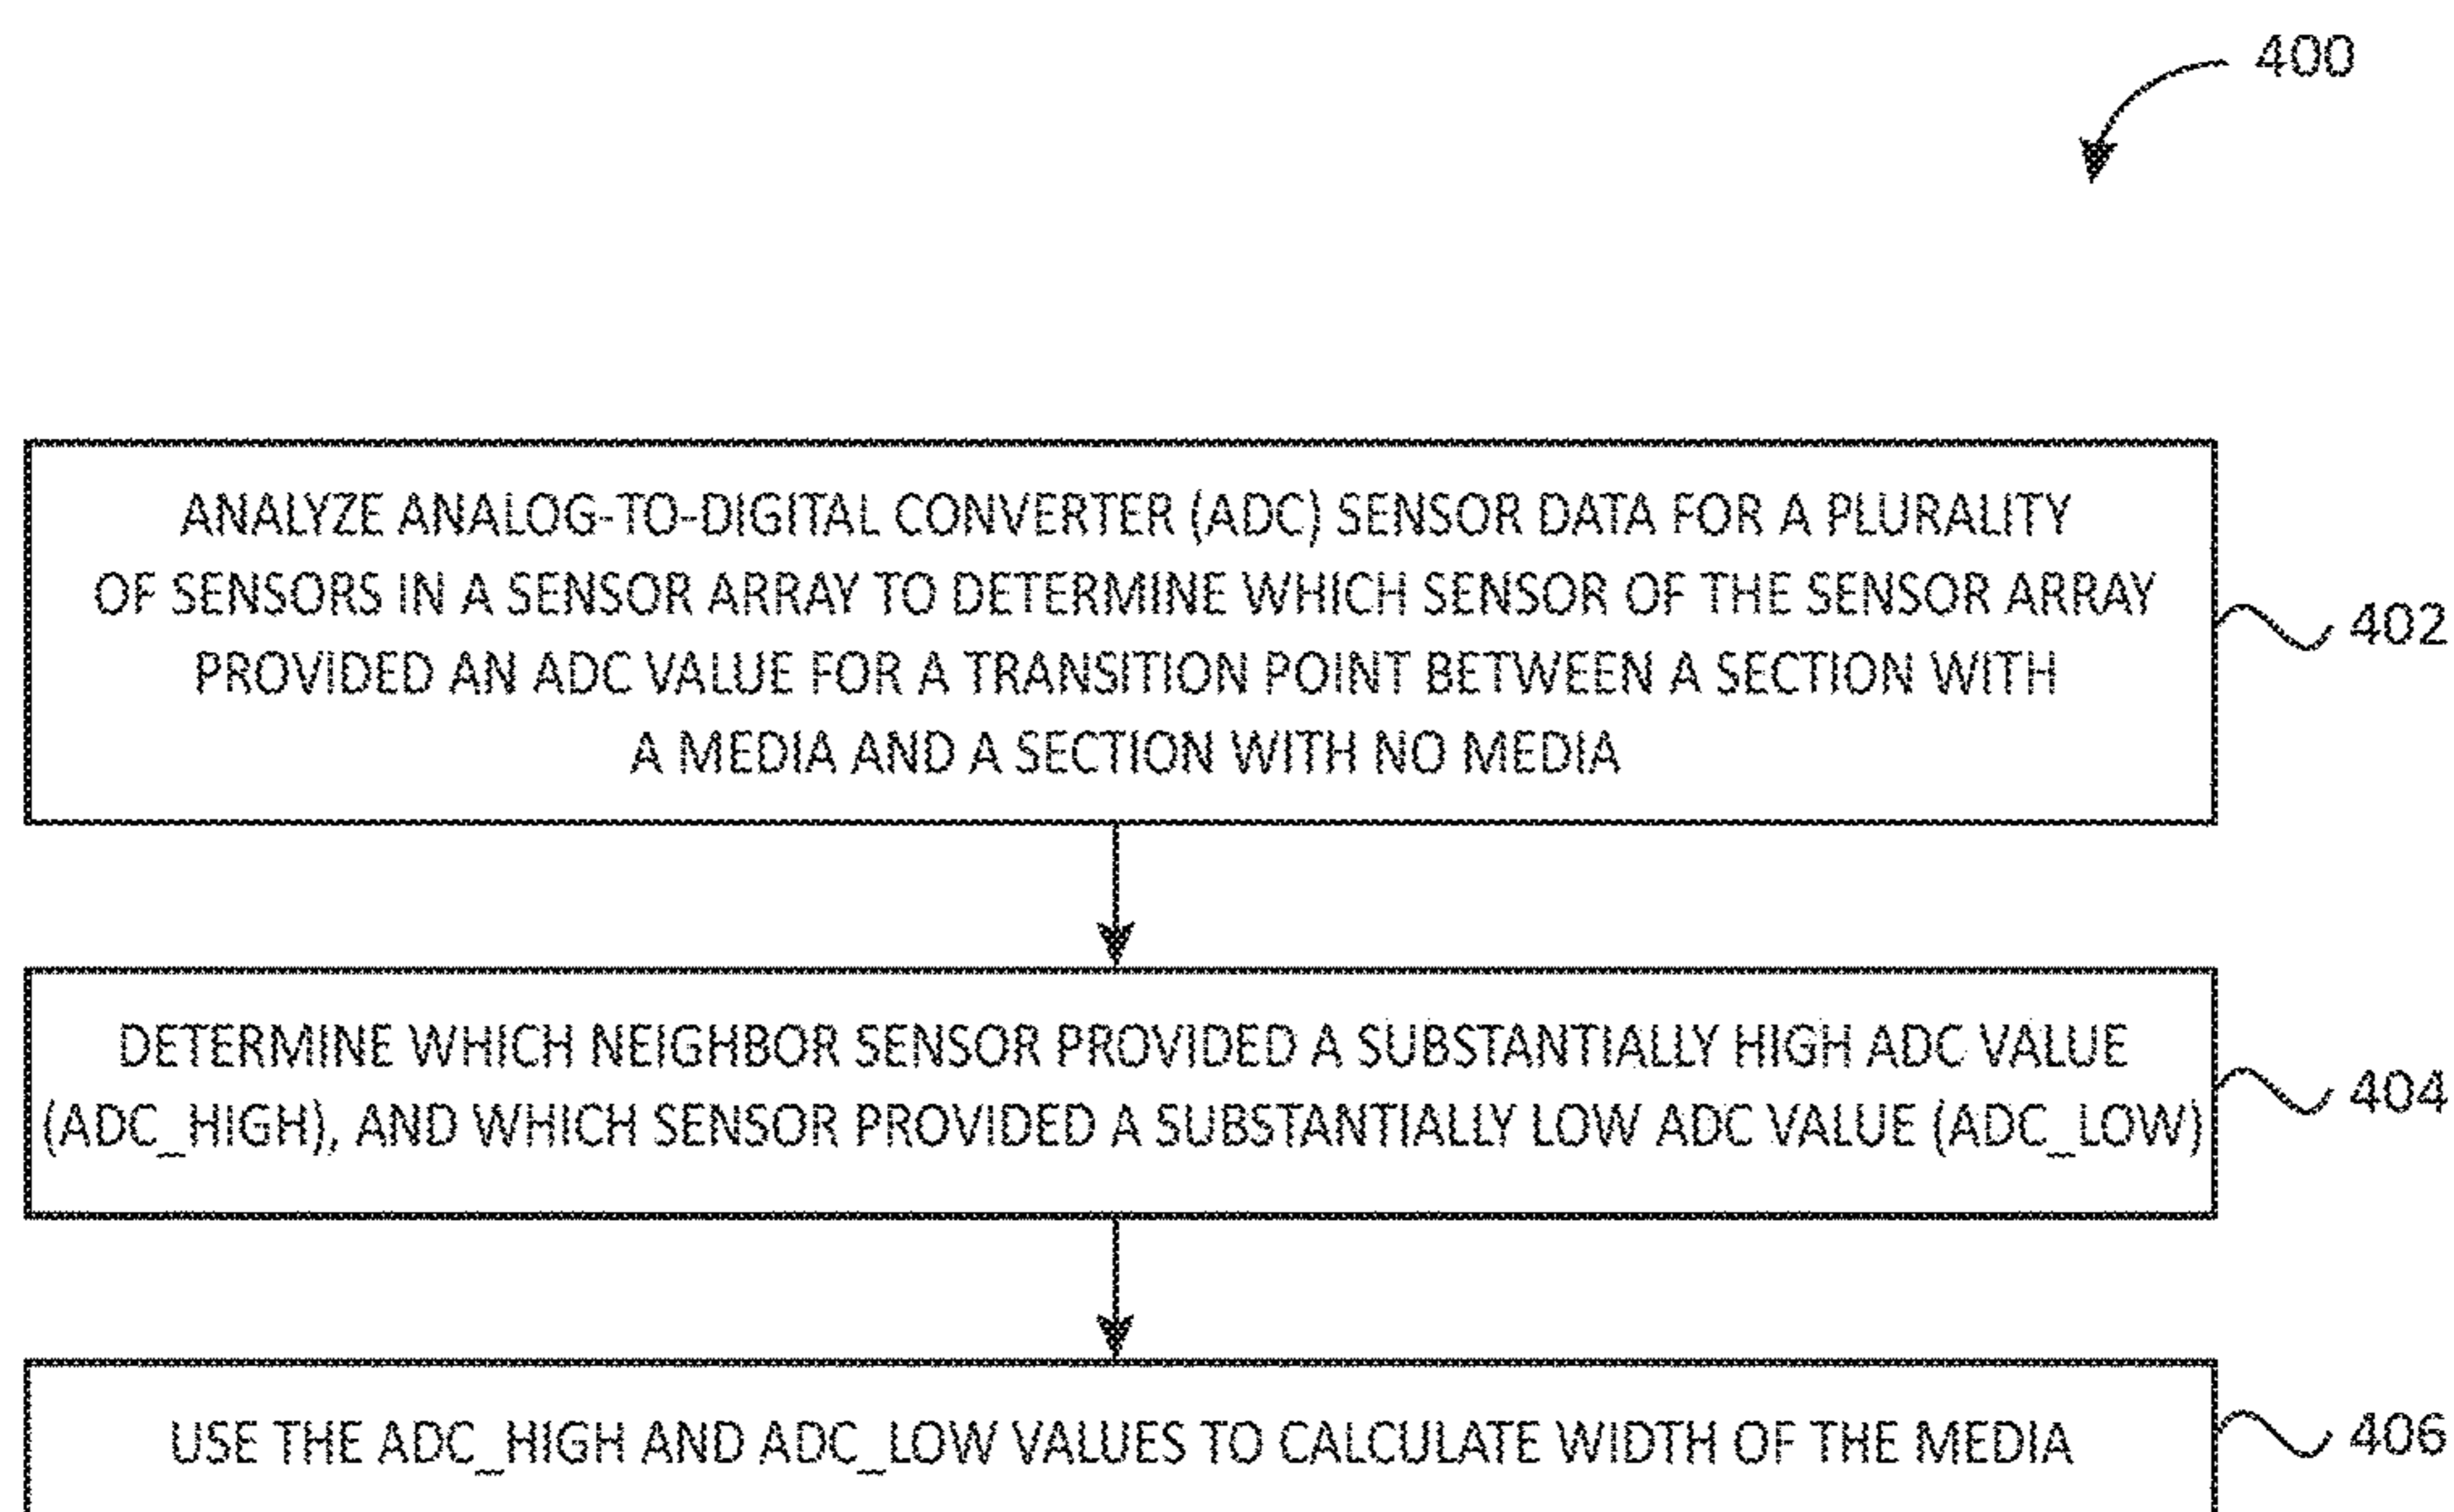 400
ANALYZE ANALOG-TO-DIGITAL CONVERTER (ADC) SENSOR DATA FOR A PLURALITY
OF SENSORS IN A SENSOR ARRAY TO DETERMINE WHICH SENSOR OF THE SENSOR ARRAY
PROVIDED AN ADC VALUE FOR A TRANSITION POINT BETWEEN A SECTION WITH
A MEDIA AND A SECTION WITH NO MEDIA
402
DETERMINE WHICH NEIGHBOR SENSOR PROVIDED A SUBSTANTIALLY HIGH ADC VALUE
(ADC_HIGH), AND WHICH SENSOR PROVIDED A SUBSTANTIALLY LOW ADC VALUE (ADC_LOW)
404
USE THE ADC_HIGH AND ADC_LOW VALUES TO CALCULATE WIDTH OF THE MEDIA
406